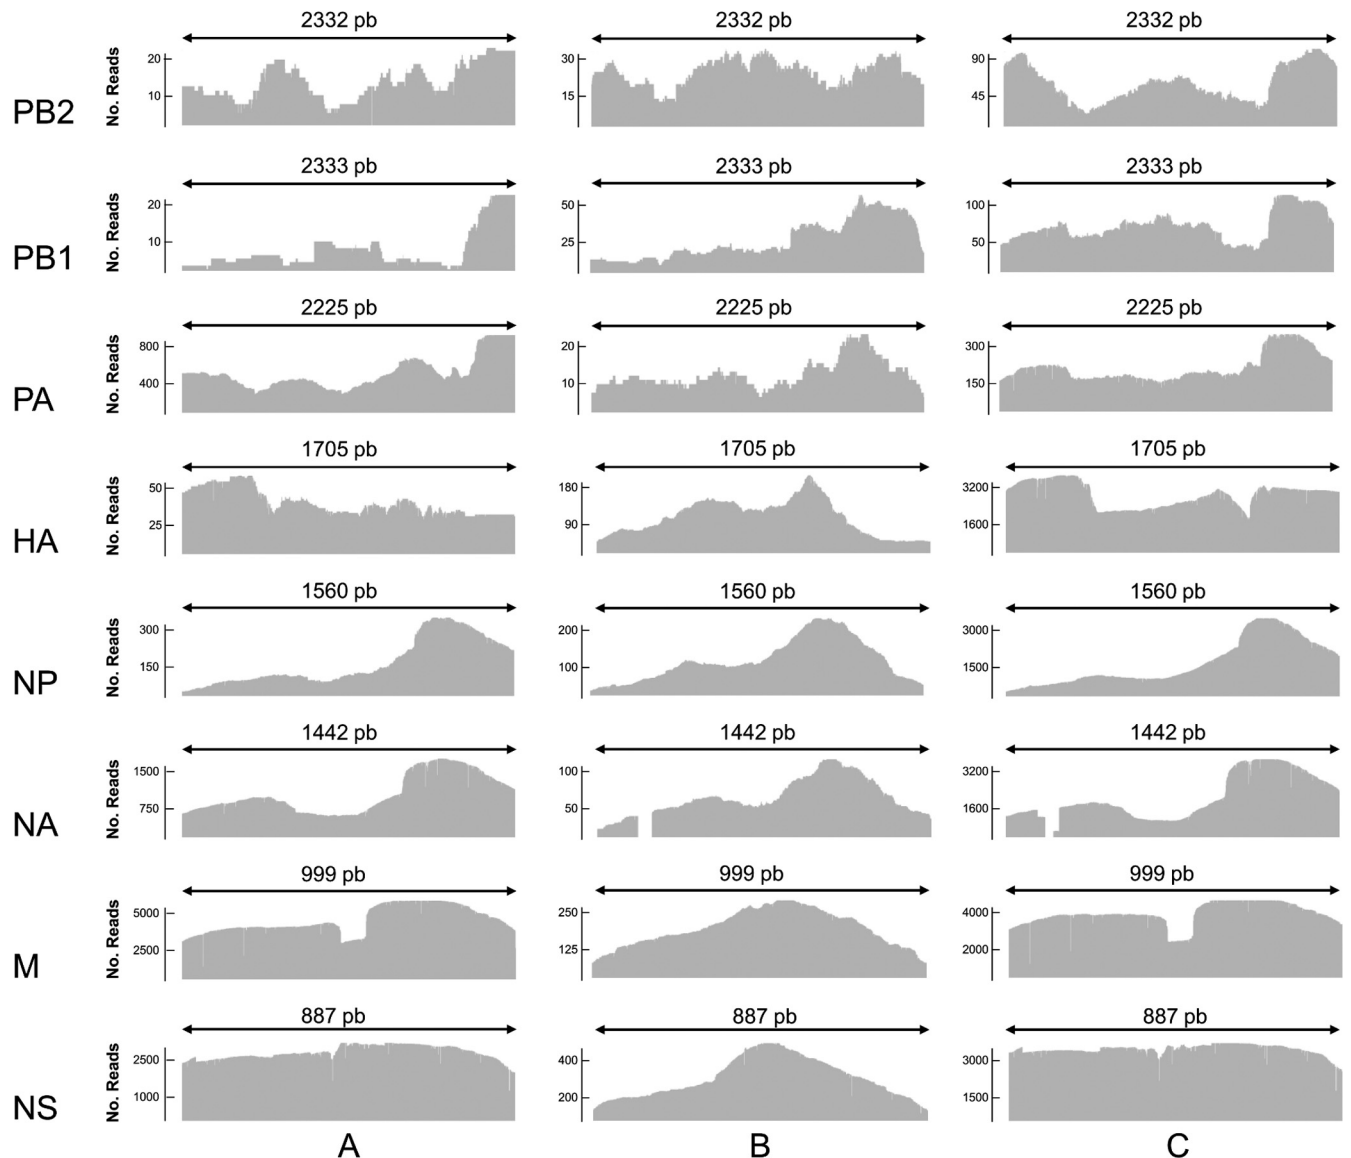 2332 pb 2332 pb 2332 pb
PB2 No. Reads 20 10 30 15 90 45
2333 pb 2333 pb 2333 pb
PB1 No. Reads 20 10 50 25 100 50
2225 pb 2225 pb 2225 pb
PA No. Reads 800 400 20 10 300 150
1705 pb 1705 pb 1705 pb
HA No. Reads 50 25 180 90 3200 1600
1560 pb 1560 pb 1560 pb
NP No. Reads 300 150 200 100 3000 1500
1442 pb 1442 pb 1442 pb
NA No. Reads 1500 750 100 50 3200 1600
999 pb 999 pb 999 pb
M No. Reads 5000 2500 250 125 4000 2000
887 pb 887 pb 887 pb
NS No. Reads 2500 1000 400 200 3000 1500
A B C